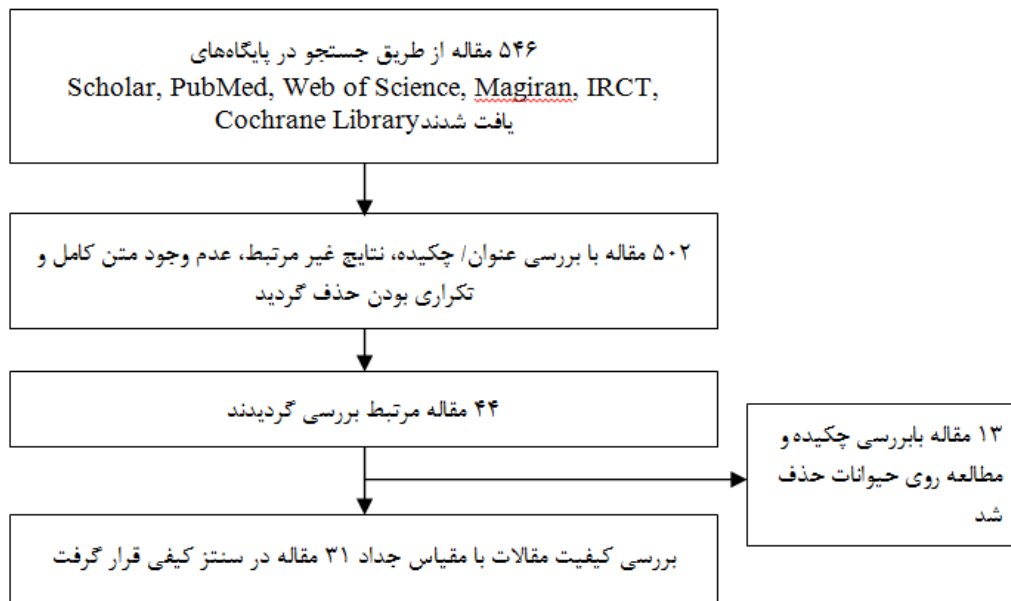 ۵۴۶ مقاله از طریق جستجو در پایگاه‌های
Scholar, PubMed, Web of Science, Magiran, IRCT,
Cochrane Library یافت شدند
۵۰۲ مقاله با بررسی عنوان/ چکیده، نتایج غیر مرتبط، عدم وجود متن کامل و
تکراری بودن حذف گردید
۴۴ مقاله مرتبط بررسی گردیدند
۱۳ مقاله بابررسی چکیده و
مطالعه روی حیوانات حذف
شد
بررسی کیفیت مقالات با مقیاس جداد ۳۱ مقاله در سنتز کیفی قرار گرفت